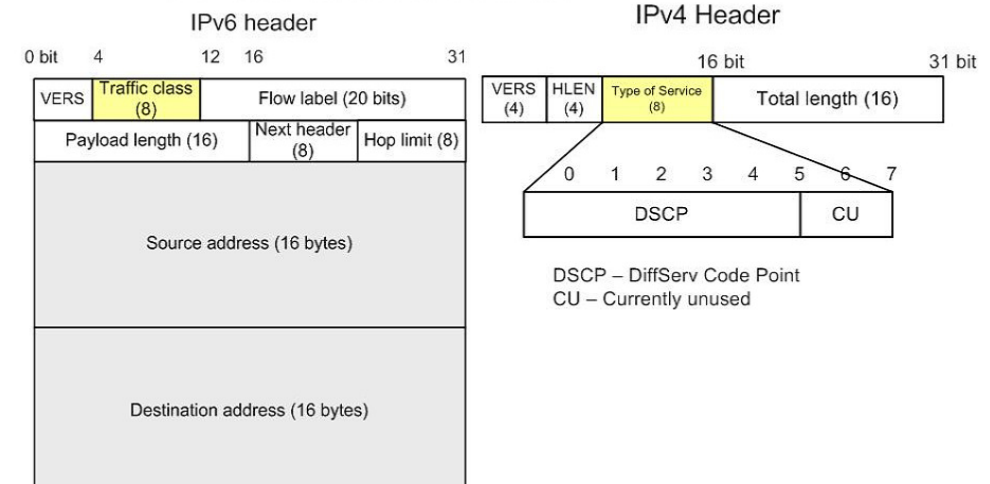 IPv6 header
0 bit 4 12 16 31
VERS
Traffic class
(8)
Flow label (20 bits)
Payload length (16)
Next header
(8)
Hop limit (8)
Source address (16 bytes)
Destination address (16 bytes)
IPv4 Header
16 bit 31 bit
VERS
(4)
HLEN
(4)
Type of Service
(8)
Total length (16)
0 1 2 3 4 5 6 7
DSCP CU
DSCP – DiffServ Code Point
CU – Currently unused